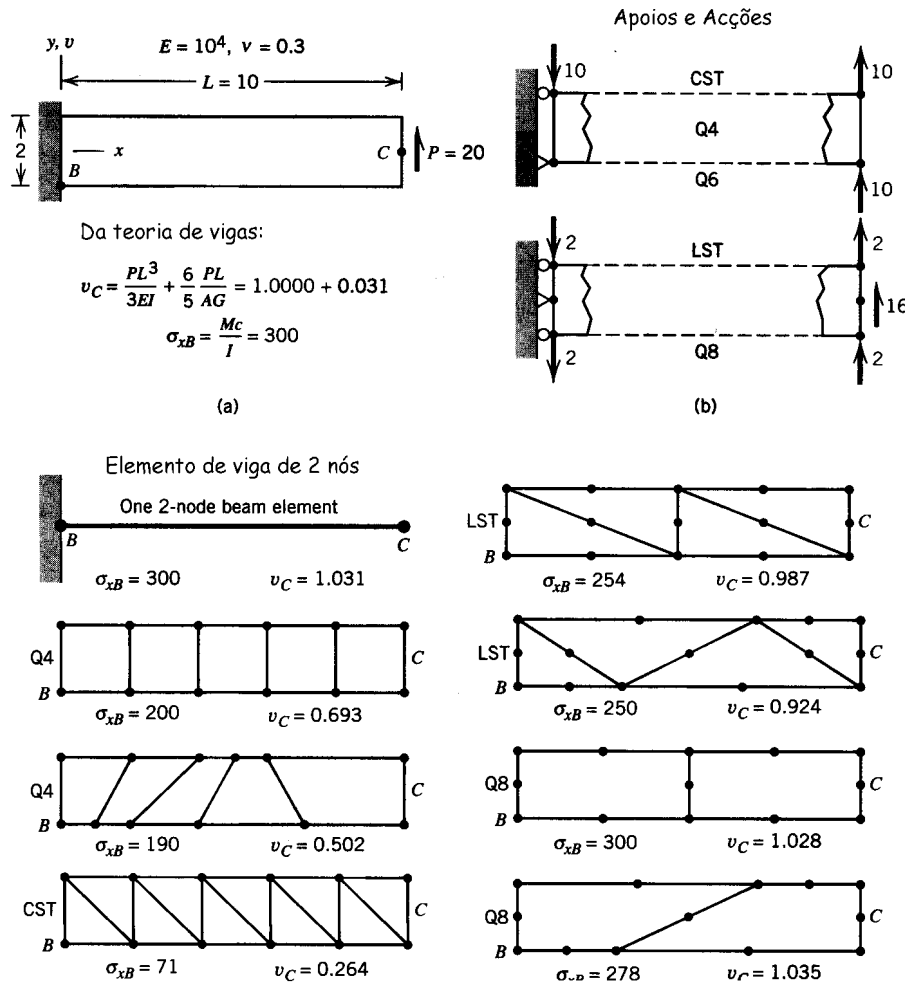 Apoios e Acções
y, v
E = 10⁴, ν = 0.3
L = 10
2
x
B
C
P = 20
Da teoria de vigas:
v_C = PL³/3EI + 6/5 PL/AG = 1.0000 + 0.031
σ_xB = Mc/I = 300
(a)
10
CST
10
Q4
Q6
10
2
LST
2
16
2
Q8
2
(b)
Elemento de viga de 2 nós
One 2-node beam element
B
C
σ_xB = 300 v_C = 1.031
Q4
C
B
σ_xB = 200 v_C = 0.693
Q4
C
B
σ_xB = 190 v_C = 0.502
CST
C
B
σ_xB = 71 v_C = 0.264
LST
C
B
σ_xB = 254 v_C = 0.987
LST
C
B
σ_xB = 250 v_C = 0.924
Q8
C
B
σ_xB = 300 v_C = 1.028
Q8
C
B
σ_xB = 278 v_C = 1.035